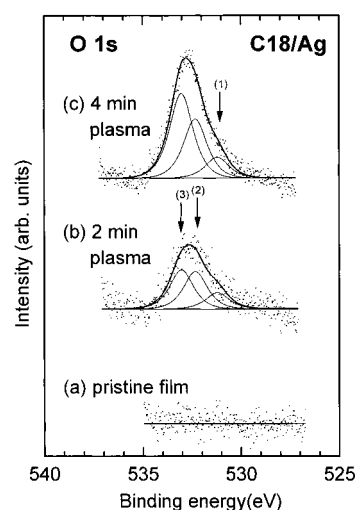 O 1s
C18/Ag
(1)
(c) 4 min
plasma
(3)
(2)
(b) 2 min
plasma
(a) pristine film
Intensity (arb. units)
540
535
530
525
Binding energy(eV)